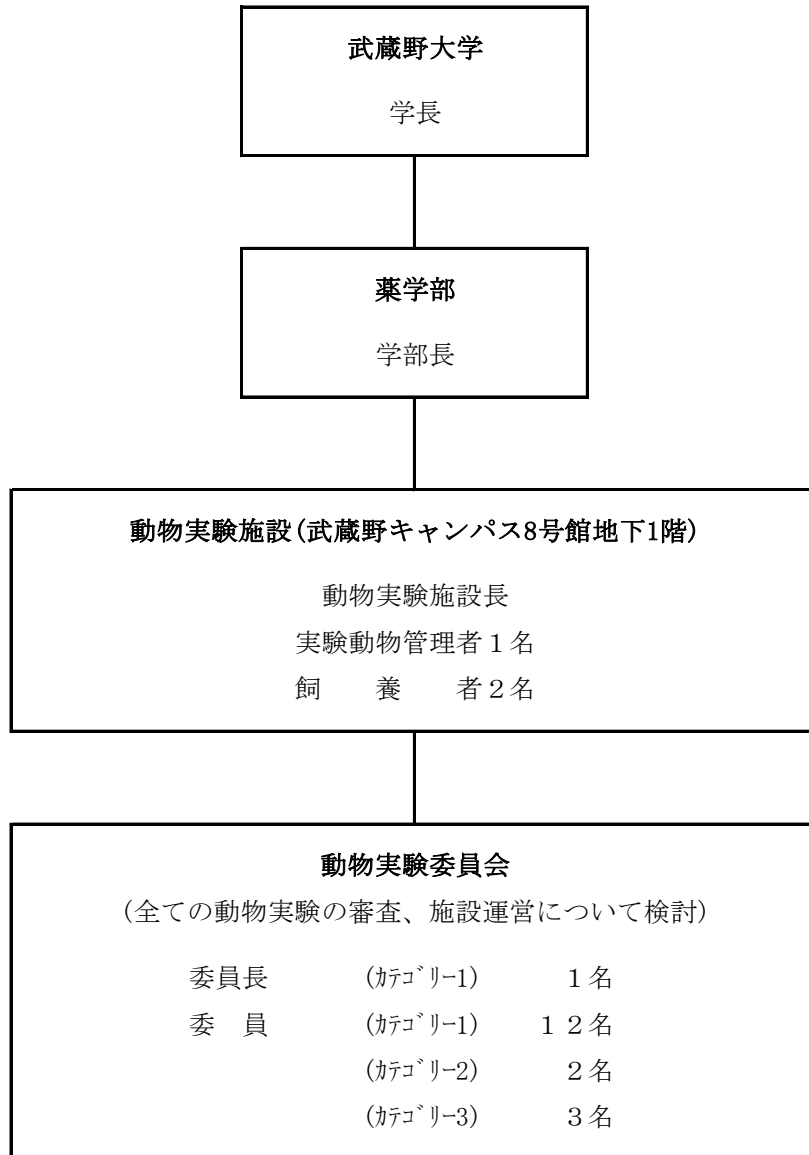 武蔵野大学
学長
薬学部
学部長
動物実験施設(武蔵野キャンパス8号館地下1階)
動物実験施設長
実験動物管理者１名
飼　養　者２名
動物実験委員会
(全ての動物実験の審査、施設運営について検討)
委員長　(ｶﾃｺﾞﾘｰ1)　１名
委　員　(ｶﾃｺﾞﾘｰ1)　１２名
(ｶﾃｺﾞﾘｰ2)　２名
(ｶﾃｺﾞﾘｰ3)　３名